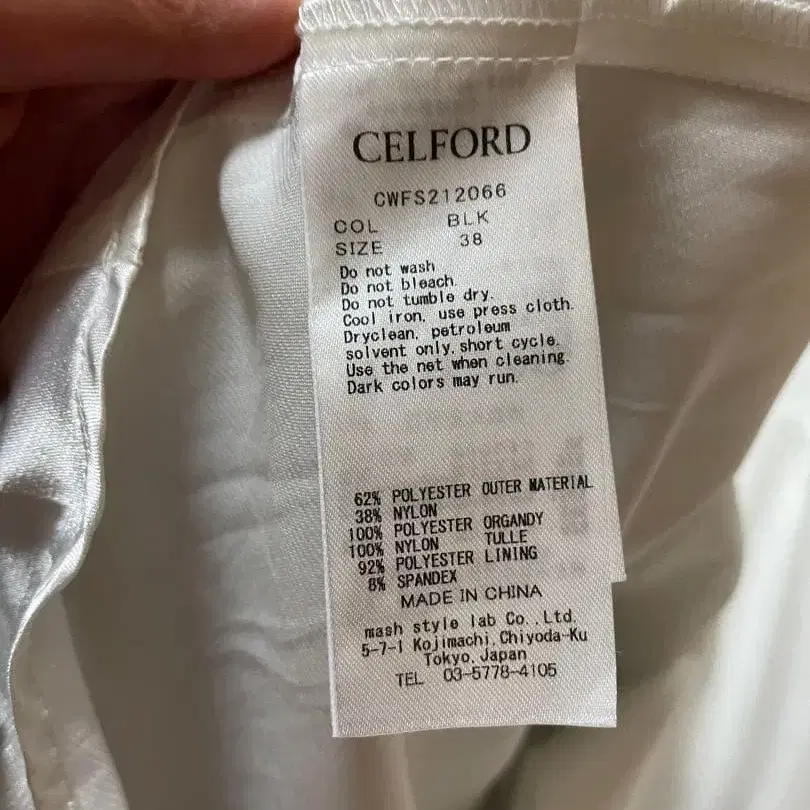 CELFORD
CWFS212066
COL BLK
SIZE 38
Do not wash
Do not bleach.
Do not tumble dry.
Cool iron, use press cloth.
Dryclean, petroleum
solvent only, short cycle.
Use the net when cleaning.
Dark colors may run.
62% POLYESTER OUTER MATERIAL
38% NYLON
100% POLYESTER ORGANDY
100% NYLON TULLE
92% POLYESTER LINING
8% SPANDEX
MADE IN CHINA
mash style lab Co.,Ltd.
5-7-1 Kojimachi,Chiyoda-Ku
Tokyo,Japan
TEL 03-5778-4105